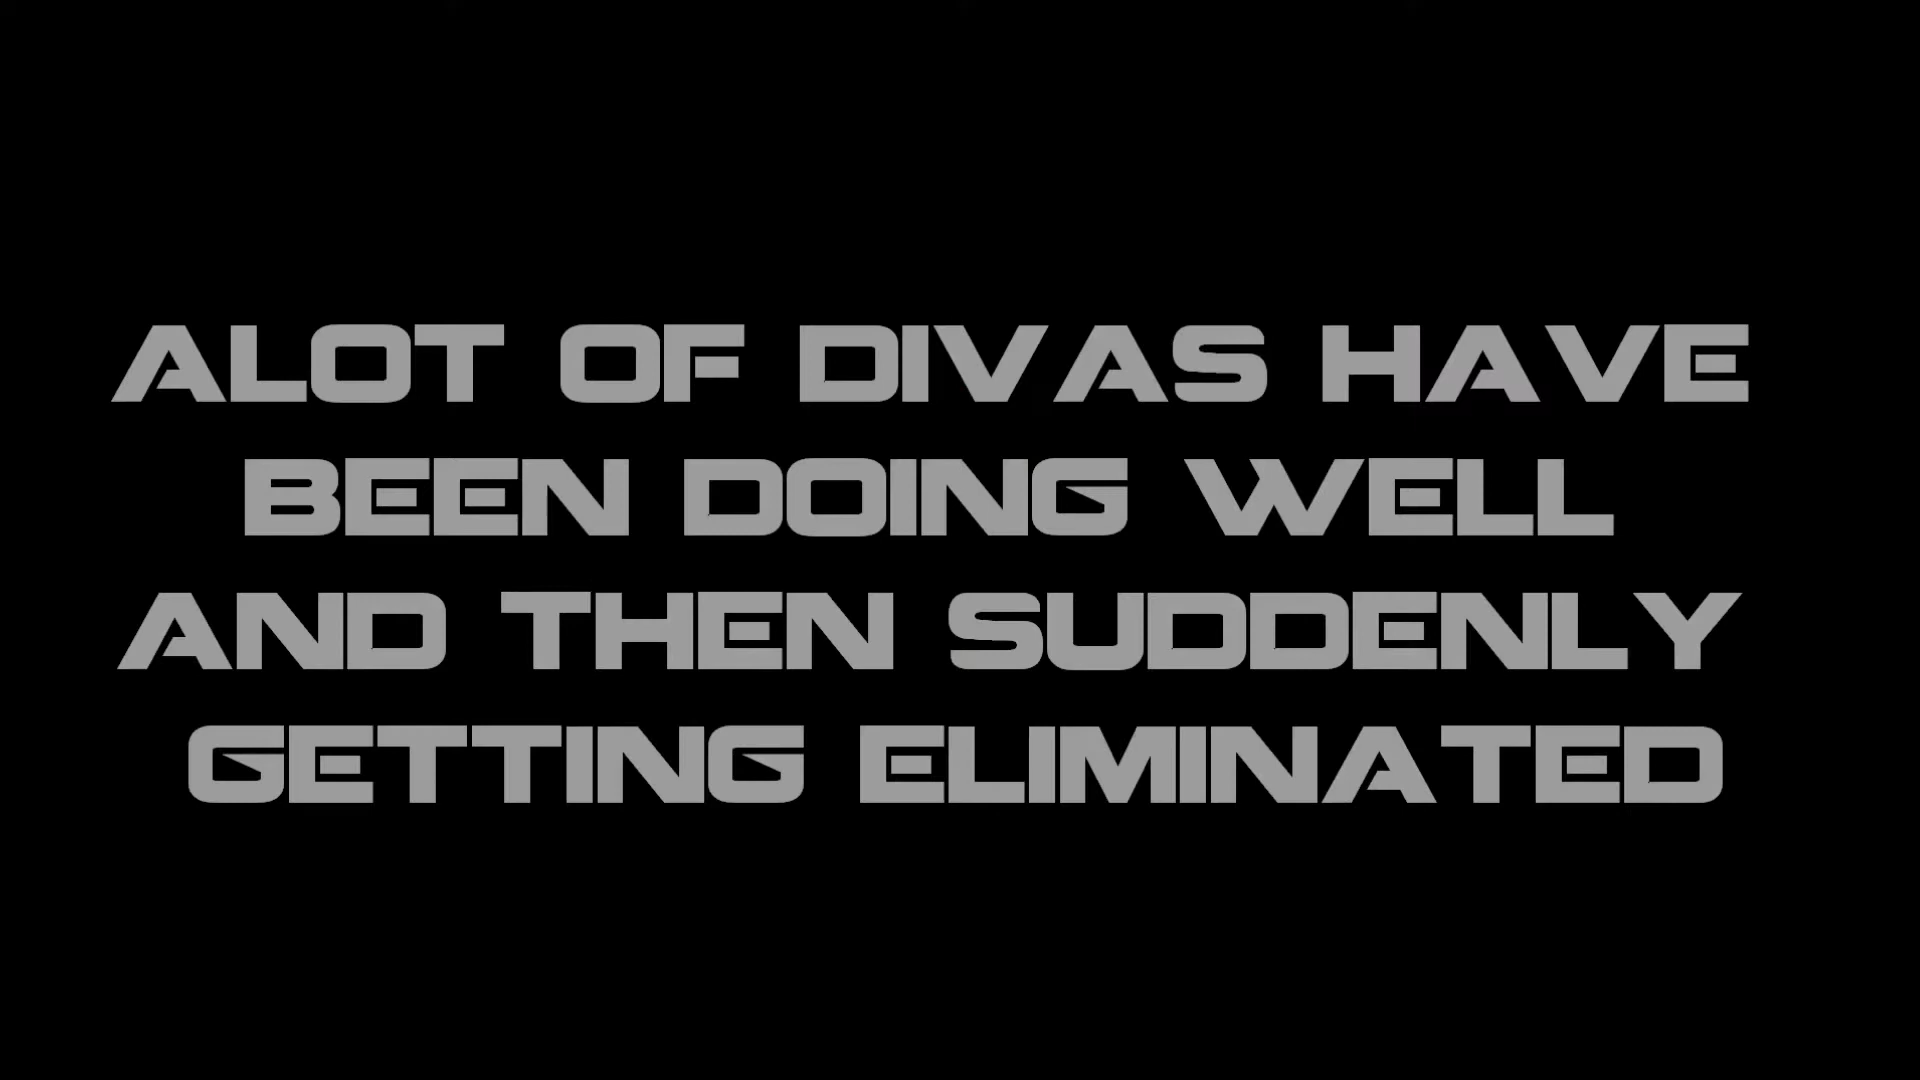 ALOT OF DIVAS HAVE
BEEN DOING WELL
AND THEN SUDDENLY
GETTING ELIMINATED